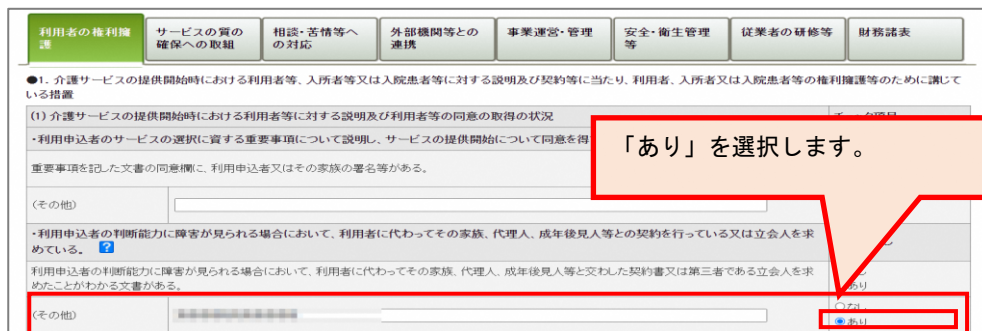 利用者の権利擁
護
サービスの質の
確保への取組
相談・苦情等へ
の対応
外部機関等との
連携
事業運営・管理
安全・衛生管理
等
従業者の研修等
財務諸表
●1. 介護サービスの提供開始時における利用者等、入所者等又は入院患者等に対する説明及び契約等に当たり、利用者、入所者又は入院患者等の権利擁護等のために講じて
いる措置
(1) 介護サービスの提供開始時における利用者等に対する説明及び利用者等の同意の取得の状況
・利用申込者のサービスの選択に資する重要事項について説明し、サービスの提供開始について同意を得
「あり」を選択します。
重要事項を記した文書の同意欄に、利用申込者又はその家族の署名等がある。
(その他)
・利用申込者の判断能力に障害が見られる場合において、利用者に代わってその家族、代理人、成年後見人等との契約を行っている又は立会人を求
めている。 ?
利用申込者の判断能力に障害が見られる場合において、利用者に代わってその家族、代理人、成年後見人等と交わした契約書又は第三者である立会人を求
めたことがわかる文書がある。
あり
(その他)
なし
あり